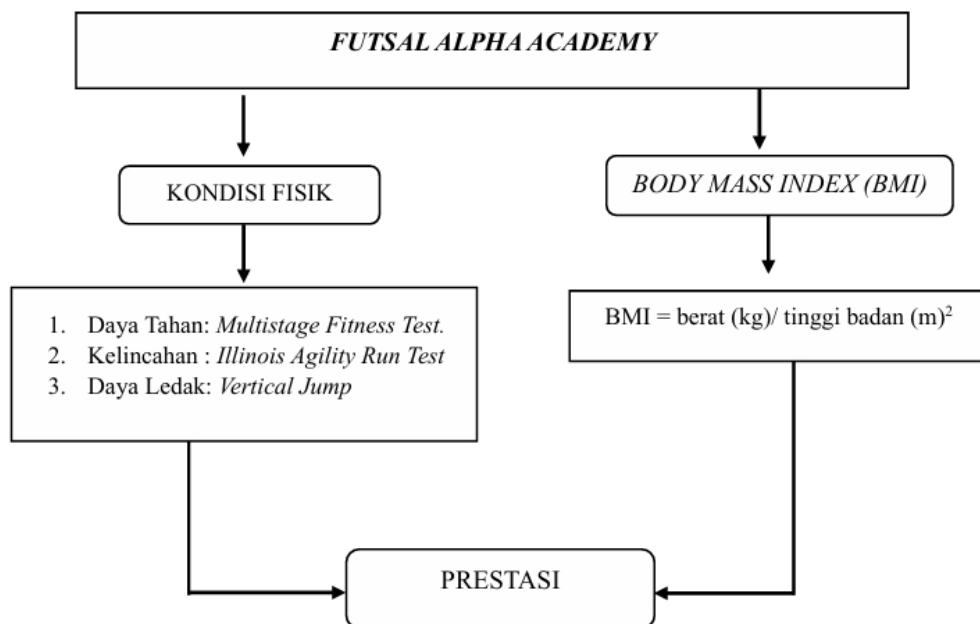 FUTSAL ALPHA ACADEMY
KONDISI FISIK
BODY MASS INDEX (BMI)
1. Daya Tahan: Multistage Fitness Test.
2. Kelincahan : Illinois Agility Run Test
3. Daya Ledak: Vertical Jump
BMI = berat (kg)/ tinggi badan (m)²
PRESTASI